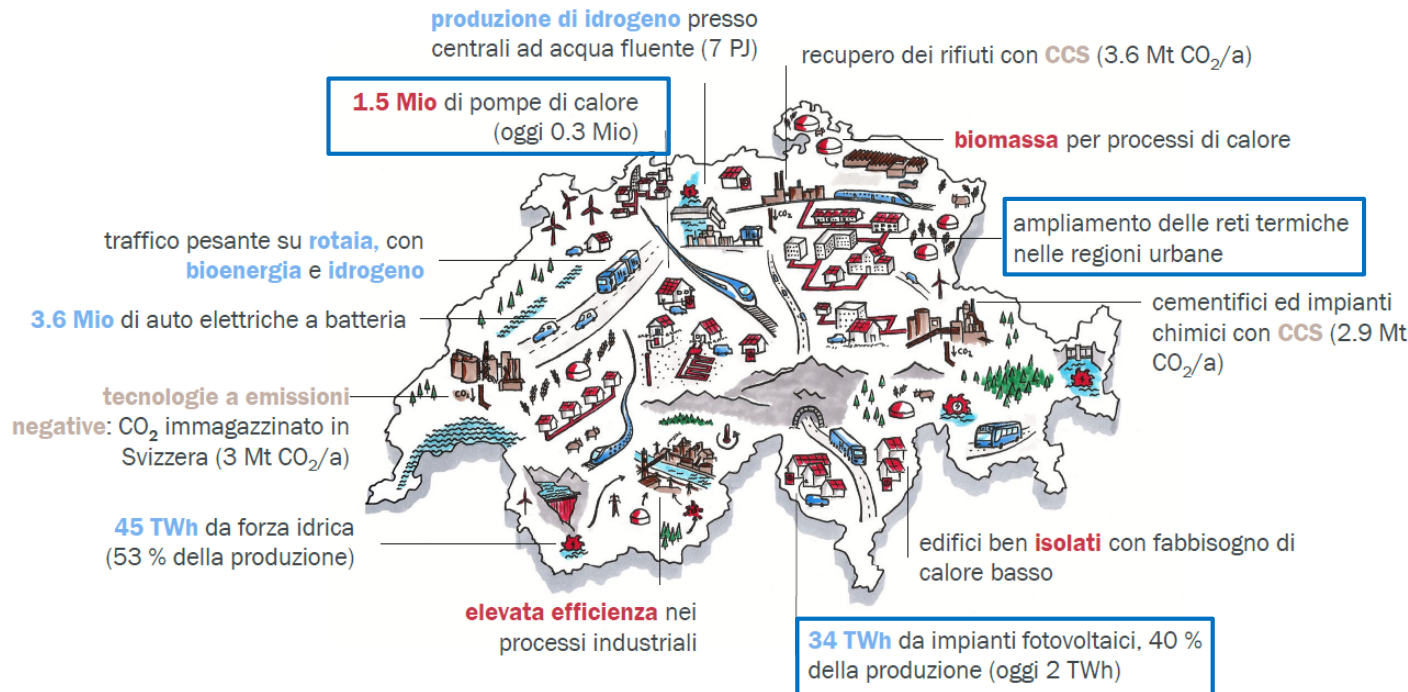 produzione di idrogeno presso
centrali ad acqua fluente (7 PJ)
recupero dei rifiuti con CCS (3.6 Mt CO₂/a)
1.5 Mio di pompe di calore
(oggi 0.3 Mio)
biomassa per processi di calore
ampliamento delle reti termiche
nelle regioni urbane
traffico pesante su rotaia, con
bioenergia e idrogeno
3.6 Mio di auto elettriche a batteria
cementifici ed impianti
chimici con CCS (2.9 Mt
CO₂/a)
tecnologie a emissioni
negative: CO₂ immagazzinato in
Svizzera (3 Mt CO₂/a)
45 TWh da forza idrica
(53 % della produzione)
edifici ben isolati con fabbisogno di
calore basso
elevata efficienza nei
processi industriali
34 TWh da impianti fotovoltaici, 40 %
della produzione (oggi 2 TWh)
CO₂
CO₂
CO₂